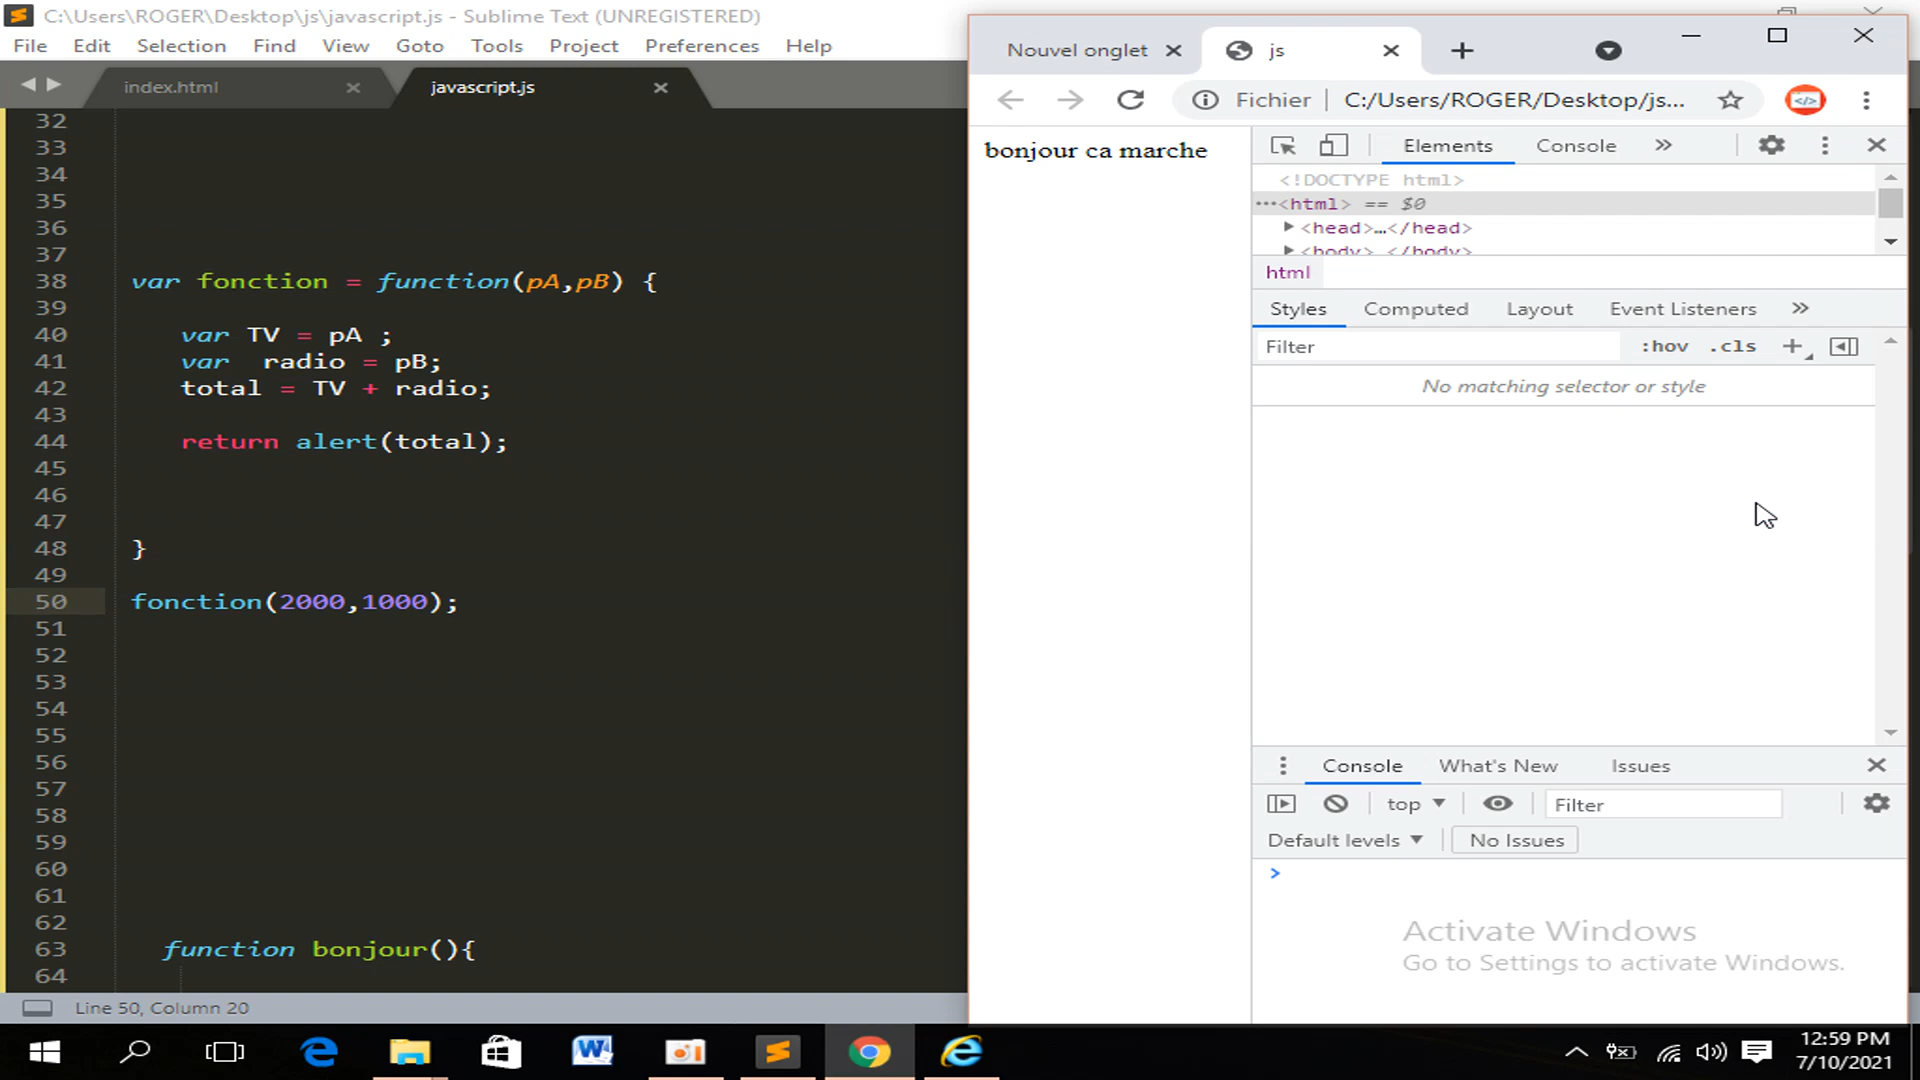 C:\Users\ROGER\Desktop\js\javascript.js - Sublime Text (UNREGISTERED)
File Edit Selection Find View Goto Tools Project Preferences Help
index.html
javascript.js
32
33
34
35
36
37
38 var fonction = function(pA,pB) {
39
40 var TV = pA ;
41 var radio = pB;
42 total = TV + radio;
43
44 return alert(total);
45
46
47
48 }
49
50 fonction(2000,1000);
51
52
53
54
55
56
57
58
59
60
61
62
63 function bonjour(){
64
Line 50, Column 20
Nouvel onglet
js
Fichier | C:/Users/ROGER/Desktop/js...
bonjour ca marche
Elements Console
<!DOCTYPE html>
<html> == $0
<head>…</head>
<body> </body>
html
Styles Computed Layout Event Listeners
Filter :hov .cls
No matching selector or style
Console What's New Issues
top Filter
Default levels No Issues
Activate Windows
Go to Settings to activate Windows.
12:59 PM
7/10/2021